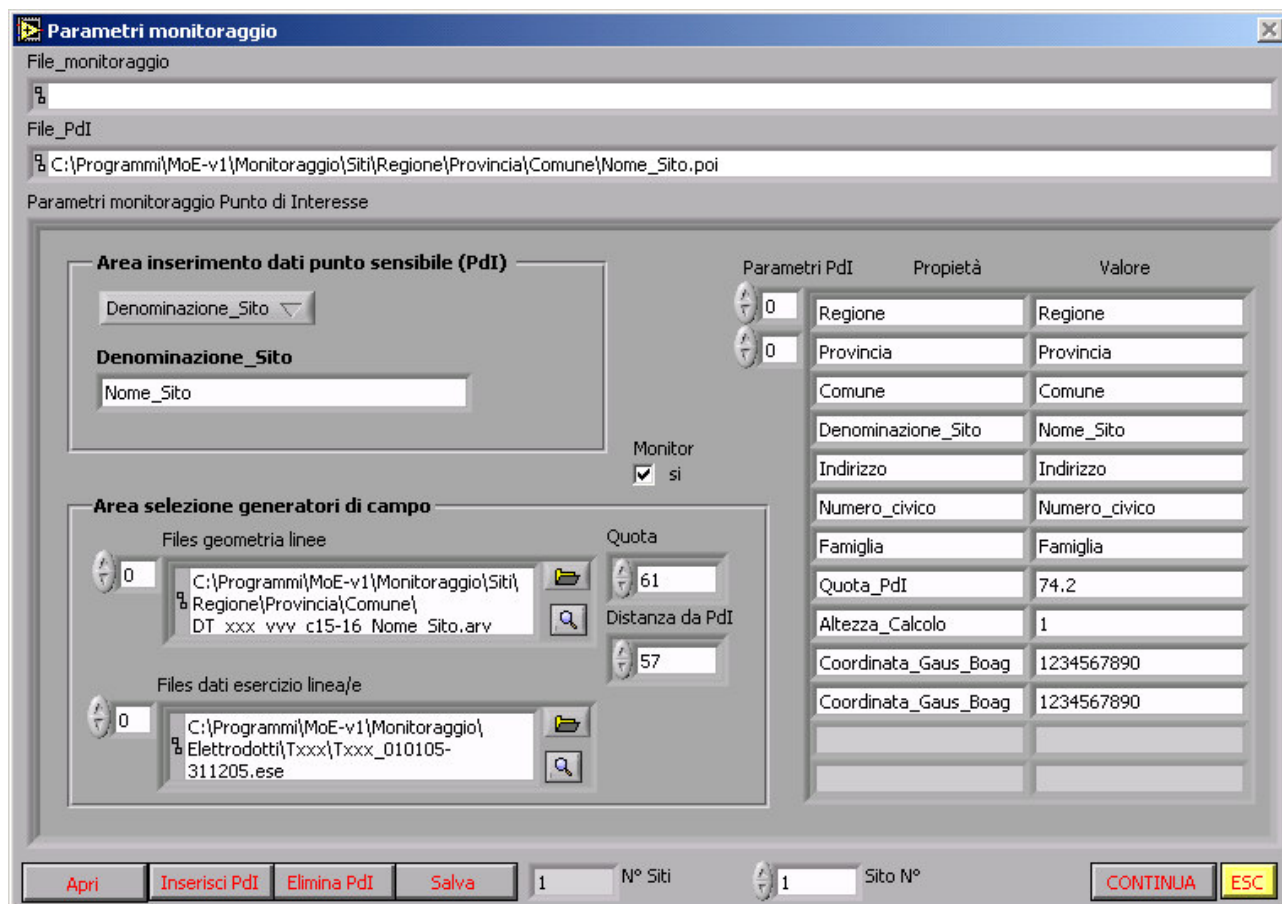 Parametri monitoraggio
File_monitoraggio
File_PdI
C:\Programmi\MoE-v1\Monitoraggio\Siti\Regione\Provincia\Comune\Nome_Sito.poi
Parametri monitoraggio Punto di Interesse
Area inserimento dati punto sensibile (PdI)
Denominazione_Sito
Denominazione_Sito
Nome_Sito
Monitor
si
Parametri PdI Propietà Valore
0
0
Regione Regione
Provincia Provincia
Comune Comune
Denominazione_Sito Nome_Sito
Indirizzo Indirizzo
Numero_civico Numero_civico
Famiglia Famiglia
Quota_PdI 74.2
Altezza_Calcolo 1
Coordinata_Gaus_Boag 1234567890
Coordinata_Gaus_Boag 1234567890
Area selezione generatori di campo
Files geometria linee
0
C:\Programmi\MoE-v1\Monitoraggio\Siti\
Regione\Provincia\Comune\
DT_xxx_yyy_c15-16_Nome_Sito.arv
Quota
61
Distanza da PdI
57
Files dati esercizio linea/e
0
C:\Programmi\MoE-v1\Monitoraggio\
Elettrodotti\Txxx\Txxx_010105-
311205.ese
Apri Inserisci PdI Elimina PdI Salva 1 N° Siti 1 Sito N° CONTINUA ESC